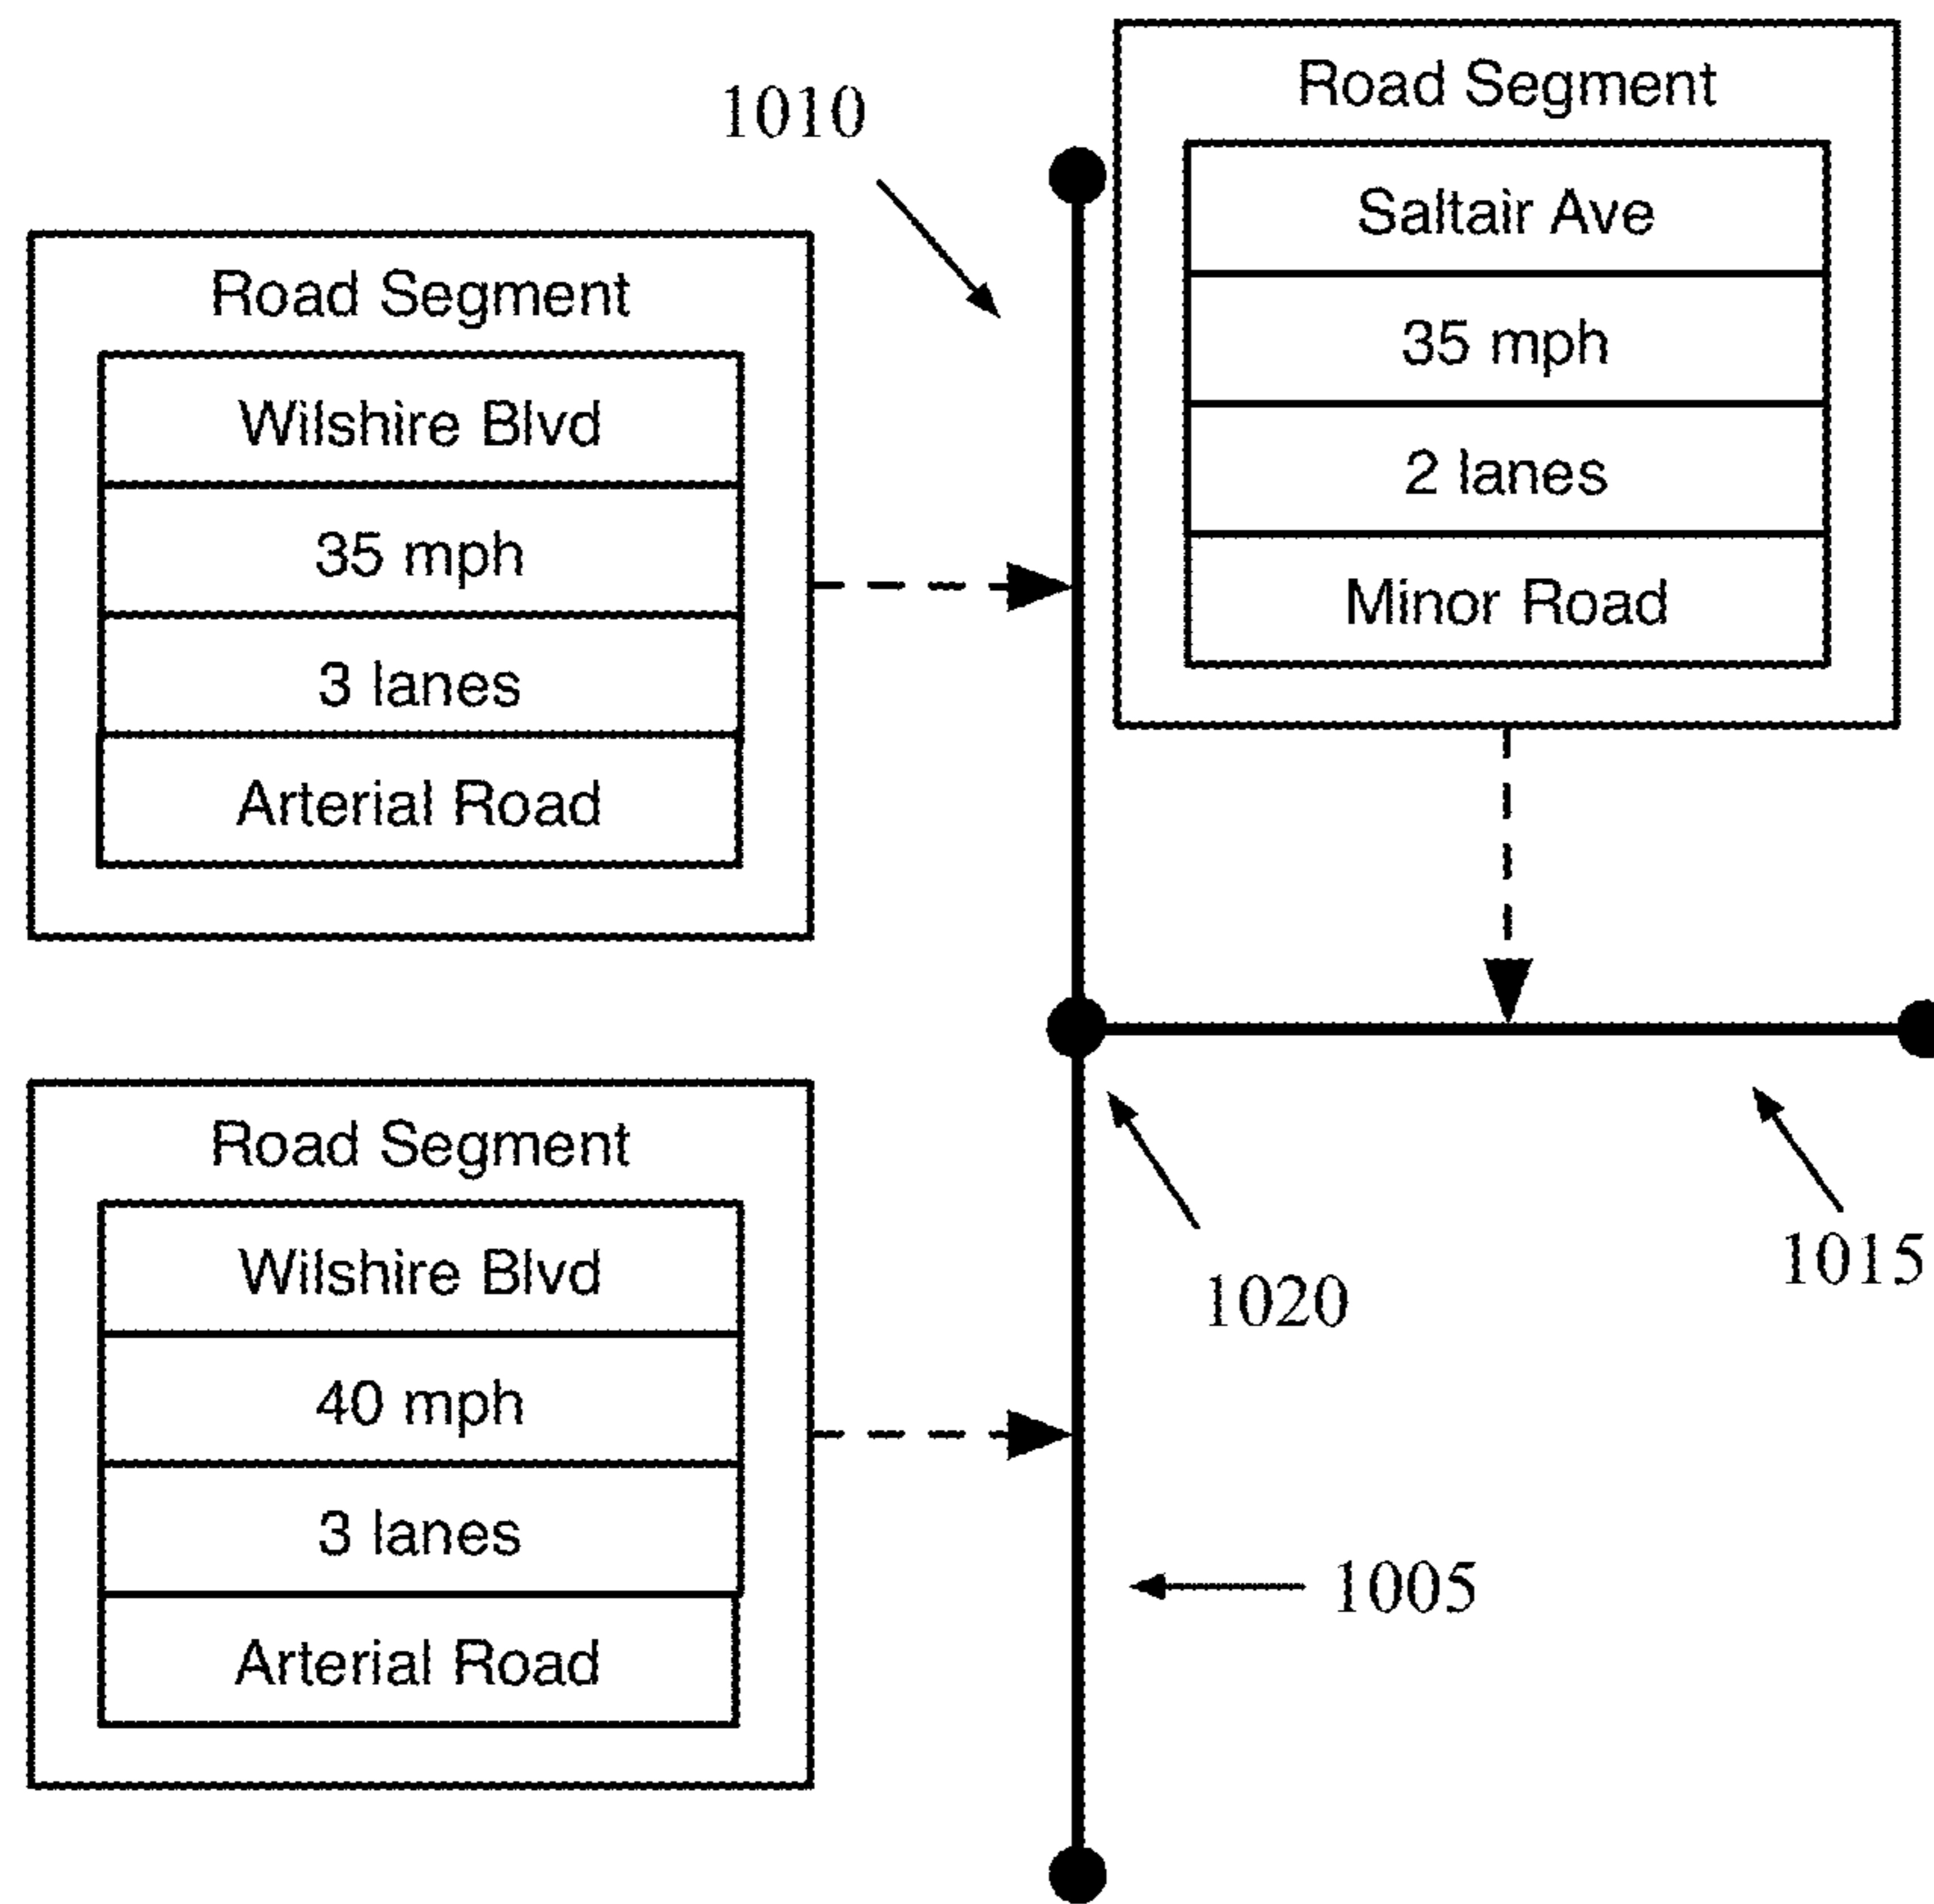 1010
Road Segment
Saltair Ave
35 mph
2 lanes
Minor Road
Road Segment
Wilshire Blvd
35 mph
3 lanes
Arterial Road
Road Segment
Wilshire Blvd
40 mph
3 lanes
Arterial Road
1020
1015
1005